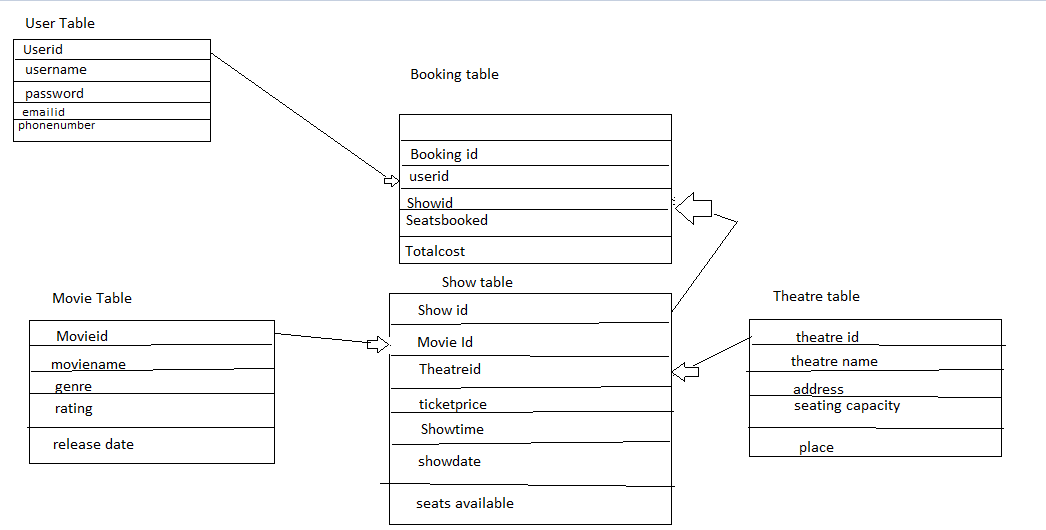 User Table
Userid
username
password
emailid
phonenumber
Booking table
Booking id
userid
Showid
Seatsbooked
Totalcost
Movie Table
Movieid
moviename
genre
rating
release date
Show table
Show id
Movie Id
Theatreid
ticketprice
Showtime
showdate
seats available
Theatre table
theatre id
theatre name
address
seating capacity
place